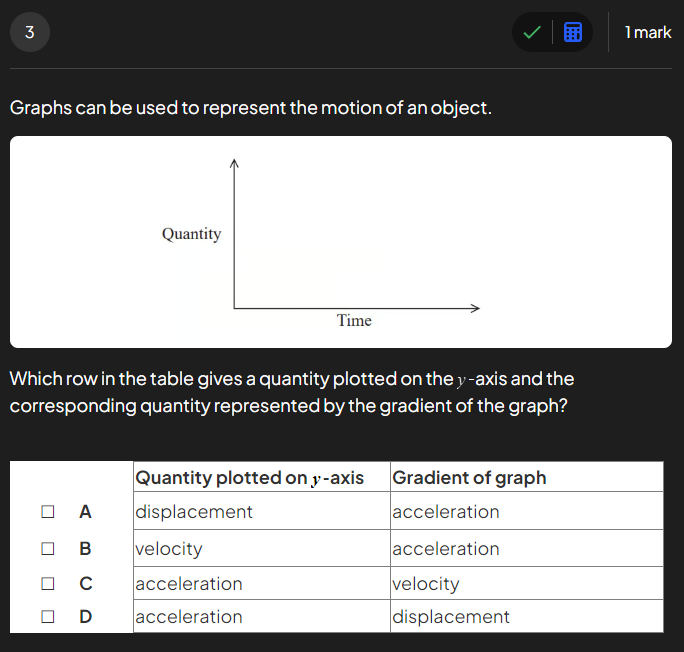 3
1 mark
Graphs can be used to represent the motion of an object.
Quantity
Time
Which row in the table gives a quantity plotted on the y-axis and the
corresponding quantity represented by the gradient of the graph?
Quantity plotted on y-axis Gradient of graph
A displacement acceleration
B velocity acceleration
C acceleration velocity
D acceleration displacement